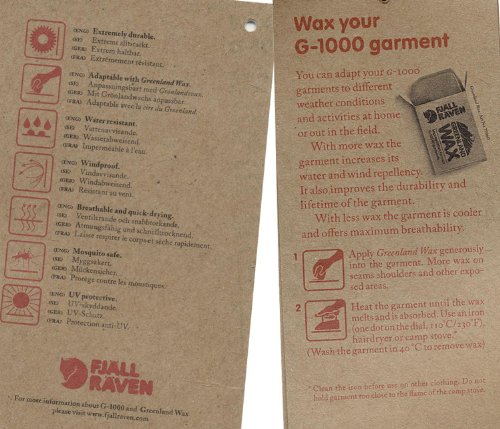 (ENG) Extremely durable.
(SE) Extremt slitstarkt.
(GER) Extrem haltbar.
(FRA) Extrêmement résistant.
(ENG) Adaptable with Greenland Wax.
(SE) Anpassningsbart med Grönlandsvax.
(GER) Mit Grönlandwachs anpassbar.
(FRA) Adaptable avec la cire du Greenland.
(ENG) Water resistant.
(SE) Vattenavvisande.
(GER) Wasserabweisend.
(FRA) Imperméable à l'eau.
(ENG) Windproof.
(SE) Vindavvisande.
(GER) Windabweisend.
(FRA) Résistant au vent.
(ENG) Breathable and quick-drying.
(SE) Ventilerande och snabbtorkande.
(GER) Atmungsfähig und schnelltrocknend.
(FRA) Laisse respirer le corps et sèche rapidement.
(ENG) Mosquito safe.
(SE) Myggsäkert.
(GER) Mückensicher.
(FRA) Protège contre les moustiques.
(ENG) UV protective.
(SE) UV-skyddande.
(GER) UV-Schutz.
(FRA) Protection anti-UV.
FJÄLL
RÄVEN
For more information about G-1000 and Greenland Wax
please visit www.fjallraven.com
Wax your
G-1000 garment
You can adapt your G-1000
garments to different
weather conditions
and activities at home
or out in the field.
With more wax the
garment increases its
water and wind repellency.
It also improves the durability and
lifetime of the garment.
With less wax the garment is cooler
and offers maximum breathability.
FJÄLL
RÄVEN
GREENLAND
WAX
1
Apply Greenland Wax generously
into the garment. More wax on
seams shoulders and other expo-
sed areas.
2
Heat the garment until the wax
melts and is absorbed. Use an iron
(one dot on the dial, 110°C/230°F),
hairdryer or camp stove.*
(Wash the garment in 40 °C to remove wax)
* Clean the iron before use on other clothing. Do not
hold garment too close to the flame of the camp stove.